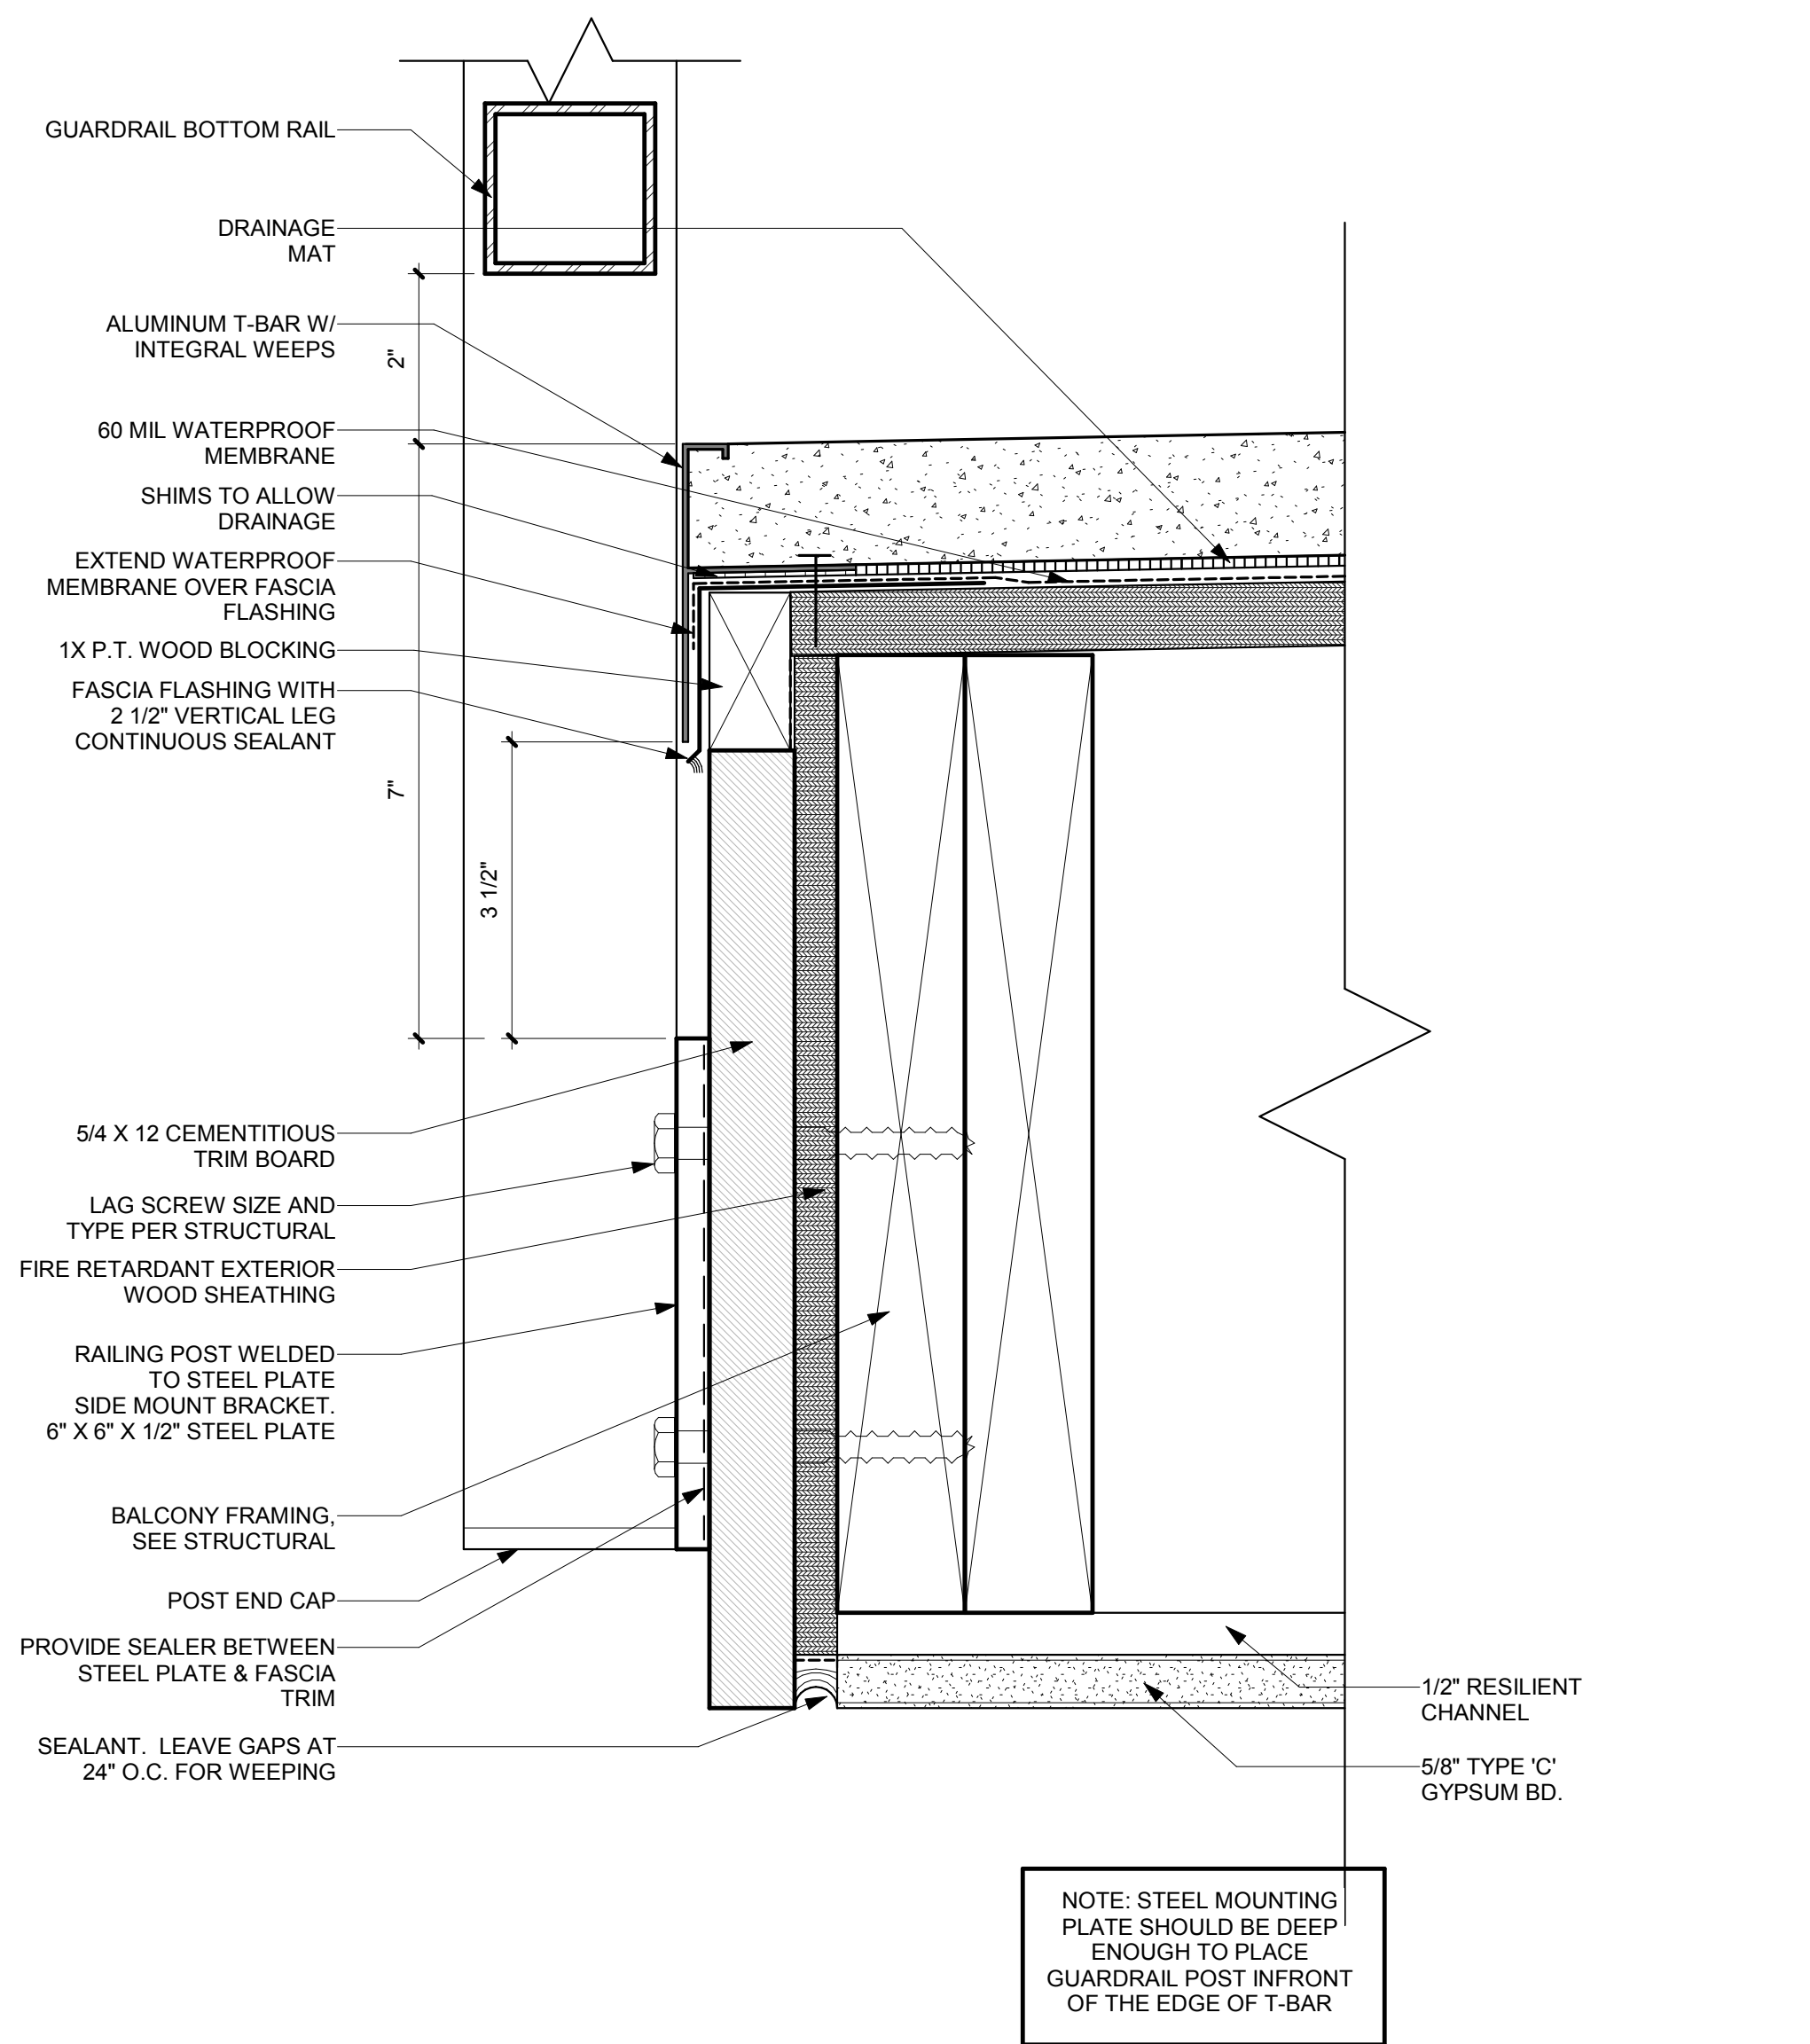 GUARDRAIL BOTTOM RAIL
DRAINAGE
MAT
ALUMINUM T-BAR W/
INTEGRAL WEEPS
2"
60 MIL WATERPROOF
MEMBRANE
SHIMS TO ALLOW
DRAINAGE
EXTEND WATERPROOF
MEMBRANE OVER FASCIA
FLASHING
1X P.T. WOOD BLOCKING
FASCIA FLASHING WITH
2 1/2" VERTICAL LEG
CONTINUOUS SEALANT
7"
3 1/2"
5/4 X 12 CEMENTITIOUS
TRIM BOARD
LAG SCREW SIZE AND
TYPE PER STRUCTURAL
FIRE RETARDANT EXTERIOR
WOOD SHEATHING
RAILING POST WELDED
TO STEEL PLATE
SIDE MOUNT BRACKET.
6" X 6" X 1/2" STEEL PLATE
BALCONY FRAMING,
SEE STRUCTURAL
POST END CAP
PROVIDE SEALER BETWEEN
STEEL PLATE & FASCIA
TRIM
SEALANT.  LEAVE GAPS AT
24" O.C. FOR WEEPING
1/2" RESILIENT
CHANNEL
5/8" TYPE 'C'
GYPSUM BD.
NOTE: STEEL MOUNTING
PLATE SHOULD BE DEEP
ENOUGH TO PLACE
GUARDRAIL POST INFRONT
OF THE EDGE OF T-BAR